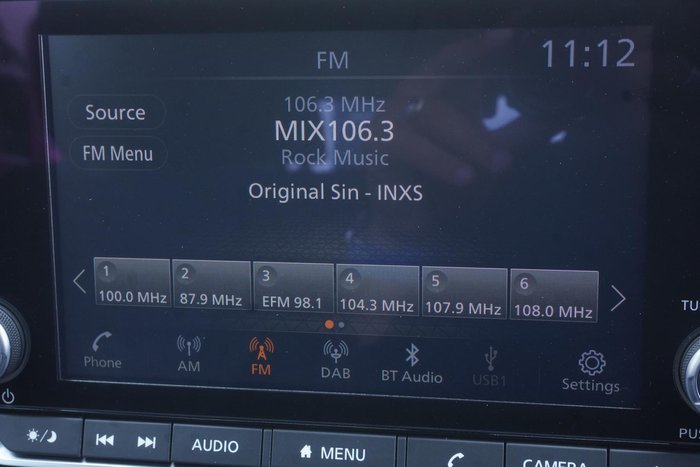 FM
11:12
106.3 MHz
Source
MIX106.3
FM Menu
Rock Music
Original Sin - INXS
1
100.0 MHz
2
87.9 MHz
3
EFM 98.1
4
104.3 MHz
5
107.9 MHz
6
108.0 MHz
Phone
AM
FM
DAB
BT Audio
USB1
Settings
TU
PUS
AUDIO
MENU
CAMERA